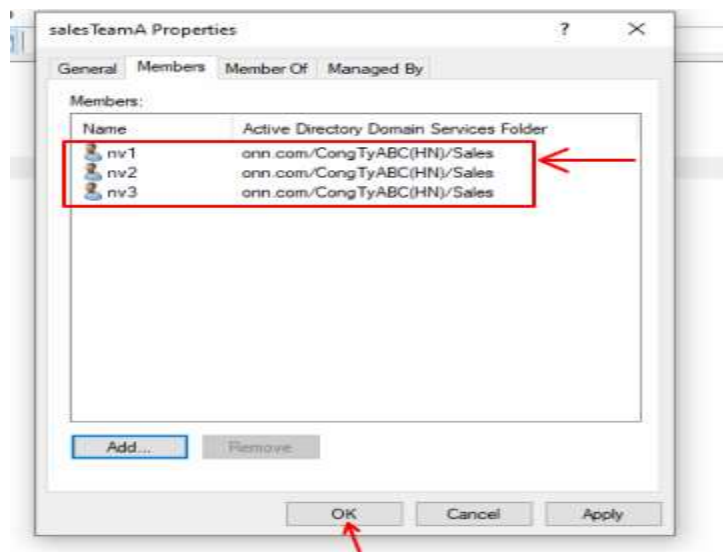 salesTeamA Properties ? ×
General Members Member Of Managed By
Members:
Name Active Directory Domain Services Folder
nv1 onn.com/CongTyABC(HN)/Sales
nv2 onn.com/CongTyABC(HN)/Sales
nv3 onn.com/CongTyABC(HN)/Sales
Add... Remove
OK Cancel Apply